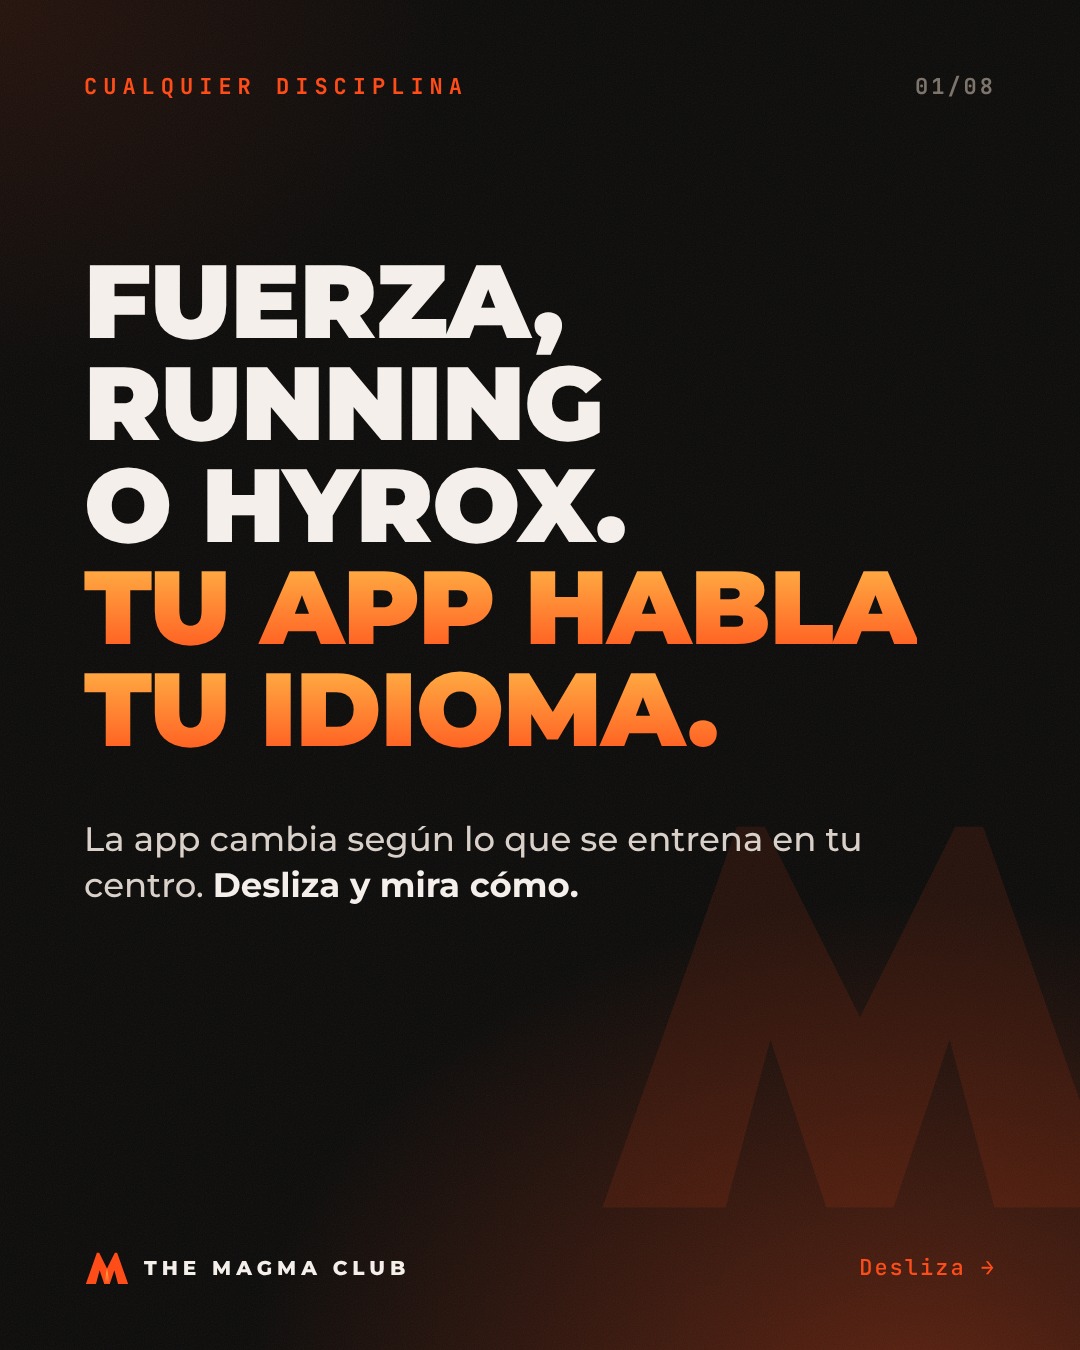 CUALQUIER DISCIPLINA
01/08
FUERZA,
RUNNING
O HYROX.
TU APP HABLA
TU IDIOMA.
La app cambia según lo que se entrena en tu
centro. Desliza y mira cómo.
THE MAGMA CLUB
Desliza →